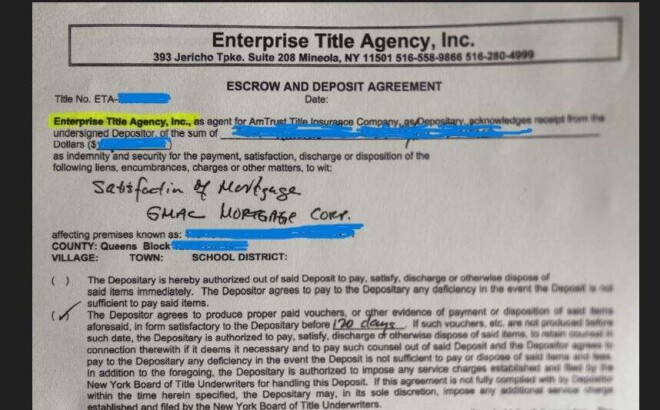 Enterprise Title Agency, Inc.
393 Jericho Tpke. Suite 208 Mineola, NY 11501 516-558-9866 516-280-4999
ESCROW AND DEPOSIT AGREEMENT
Title No. ETA-
Date:
Enterprise Title Agency, Inc., as agent for AmTrust Title Insurance Company, as Depositary, acknowledges receipt from the
undersigned Depositor, of the sum of
Dollars ($
as indemnity and security for the payment, satisfaction, discharge or disposition of the
following liens, encumbrances, charges or other matters, to wit:
Satisfactin of Mortgage
GMAC MORTGAGE CORP.
affecting premises known as:
COUNTY: Queens Block
VILLAGE: TOWN: SCHOOL DISTRICT:
( ) The Depositary is hereby authorized out of said Deposit to pay, satisfy, discharge or otherwise dispose of
said items immediately. The Depositor agrees to pay to the Depositary any deficiency in the event the Deposit is not
sufficient to pay said items.
(✓) The Depositor agrees to produce proper paid vouchers, or other evidence of payment or disposition of said items
aforesaid, in form satisfactory to the Depositary before 120 days. If such vouchers, etc. are not produced before
such date, the Depositary is authorized to pay, satisfy, discharge or otherwise dispose of said items, to retain counsel in
connection therewith if it deems it necessary and to pay such counsel out of said Deposit and the Depositor agrees to
pay to the Depositary any deficiency in the event the Deposit is not sufficient to pay or dispose of said items and fees.
In addition to the foregoing, the Depositary is authorized to impose any service charges established and filed by the
New York Board of Title Underwriters for handling this Deposit. If this agreement is not fully complied with by Depositor
within the time herein specified, the Depositary may, in its sole discretion, impose any additional service charge
established and filed by the New York Board of Title Underwriters.